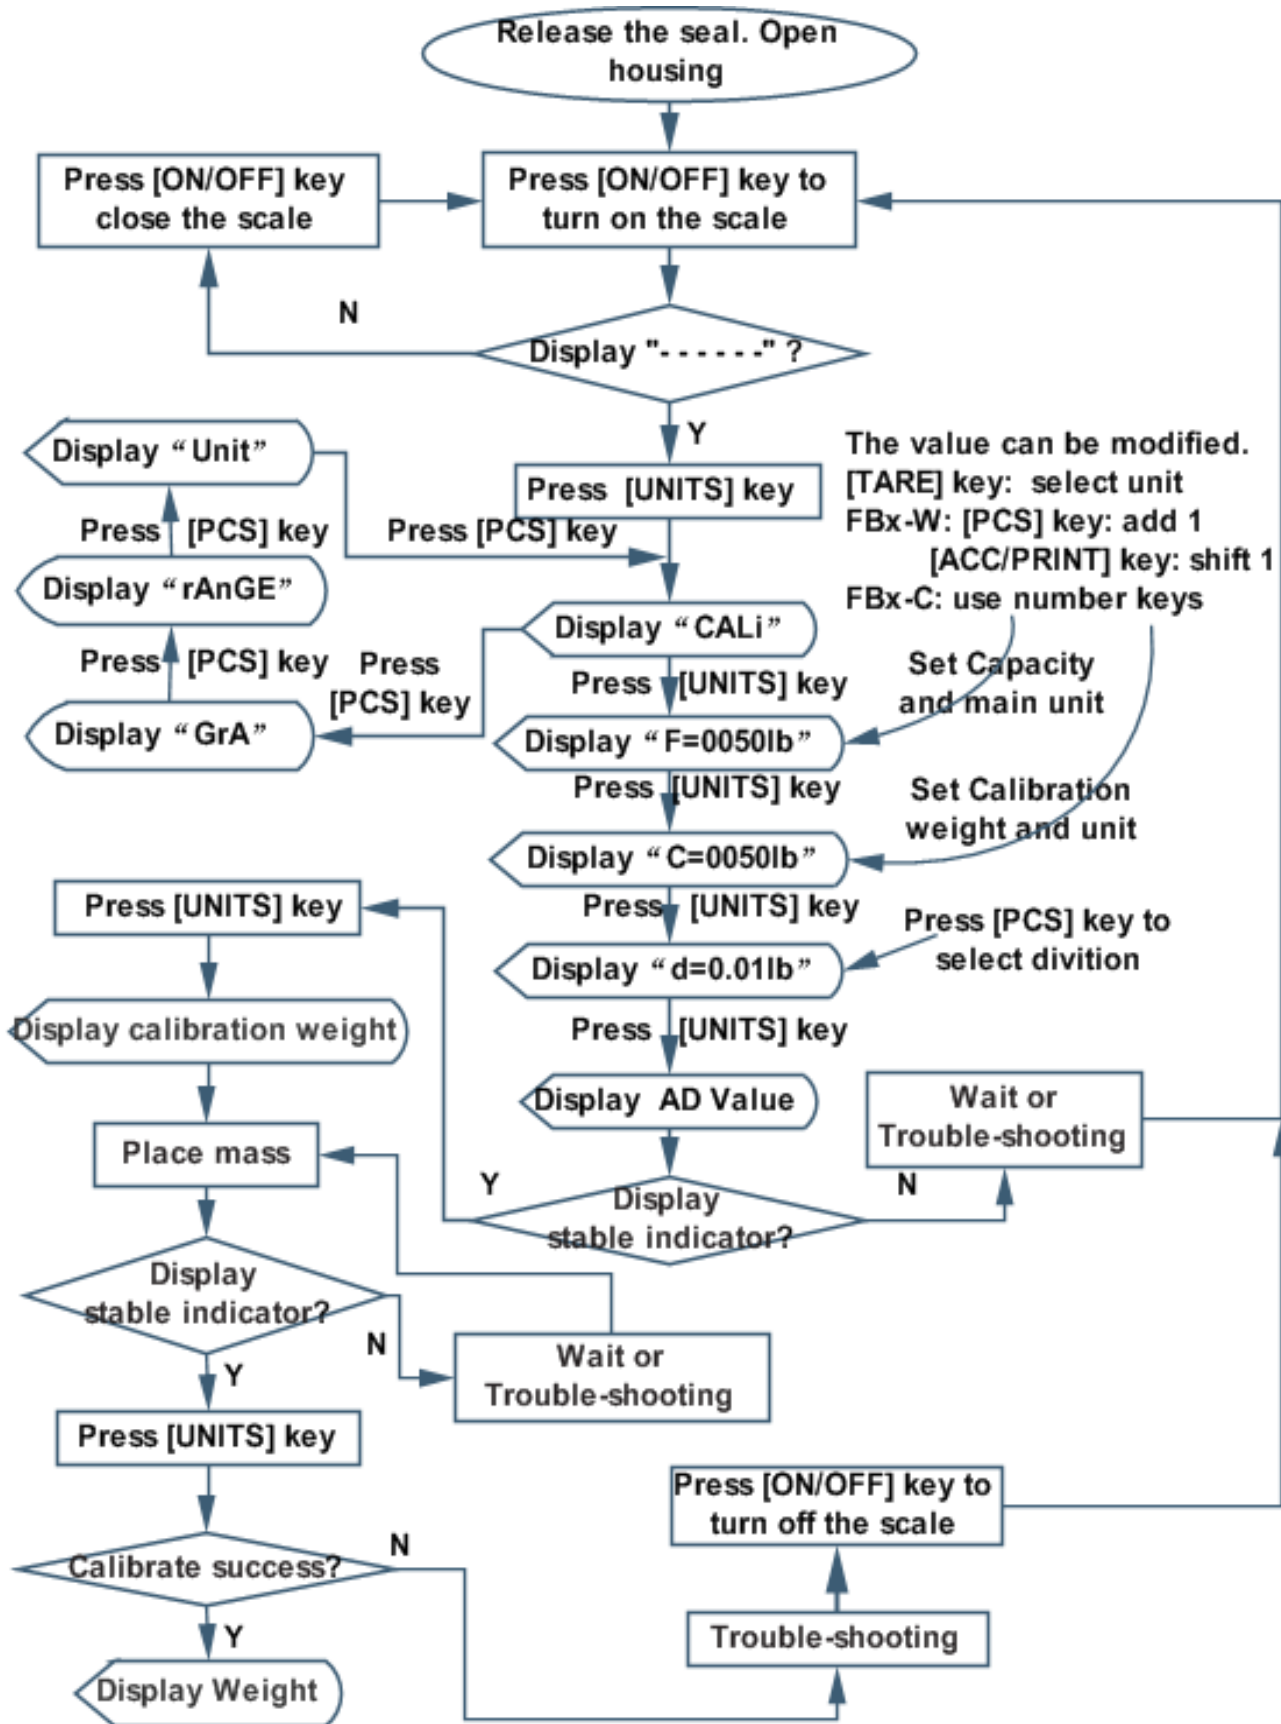 Release the seal. Open
housing
Press [ON/OFF] key
close the scale
Press [ON/OFF] key to
turn on the scale
N
Display "- - - - - -" ?
Y
Display “Unit”
Press [UNITS] key
The value can be modified.
[TARE] key: select unit
FBx-W: [PCS] key: add 1
[ACC/PRINT] key: shift 1
FBx-C: use number keys
Press [PCS] key
Press [PCS] key
Display “rAnGE”
Display “CALi”
Press [PCS] key
Press
[PCS] key
Press [UNITS] key
Set Capacity
and main unit
Display “GrA”
Display “F=0050lb”
Press [UNITS] key
Set Calibration
weight and unit
Display “C=0050lb”
Press [UNITS] key
Press [UNITS] key
Press [PCS] key to
select divition
Display “d=0.01lb”
Display calibration weight
Press [UNITS] key
Display AD Value
Wait or
Trouble-shooting
Place mass
Y
N
Display
stable indicator?
Display
stable indicator?
N
Wait or
Trouble-shooting
Y
Press [UNITS] key
Press [ON/OFF] key to
turn off the scale
Calibrate success?
N
Y
Trouble-shooting
Display Weight